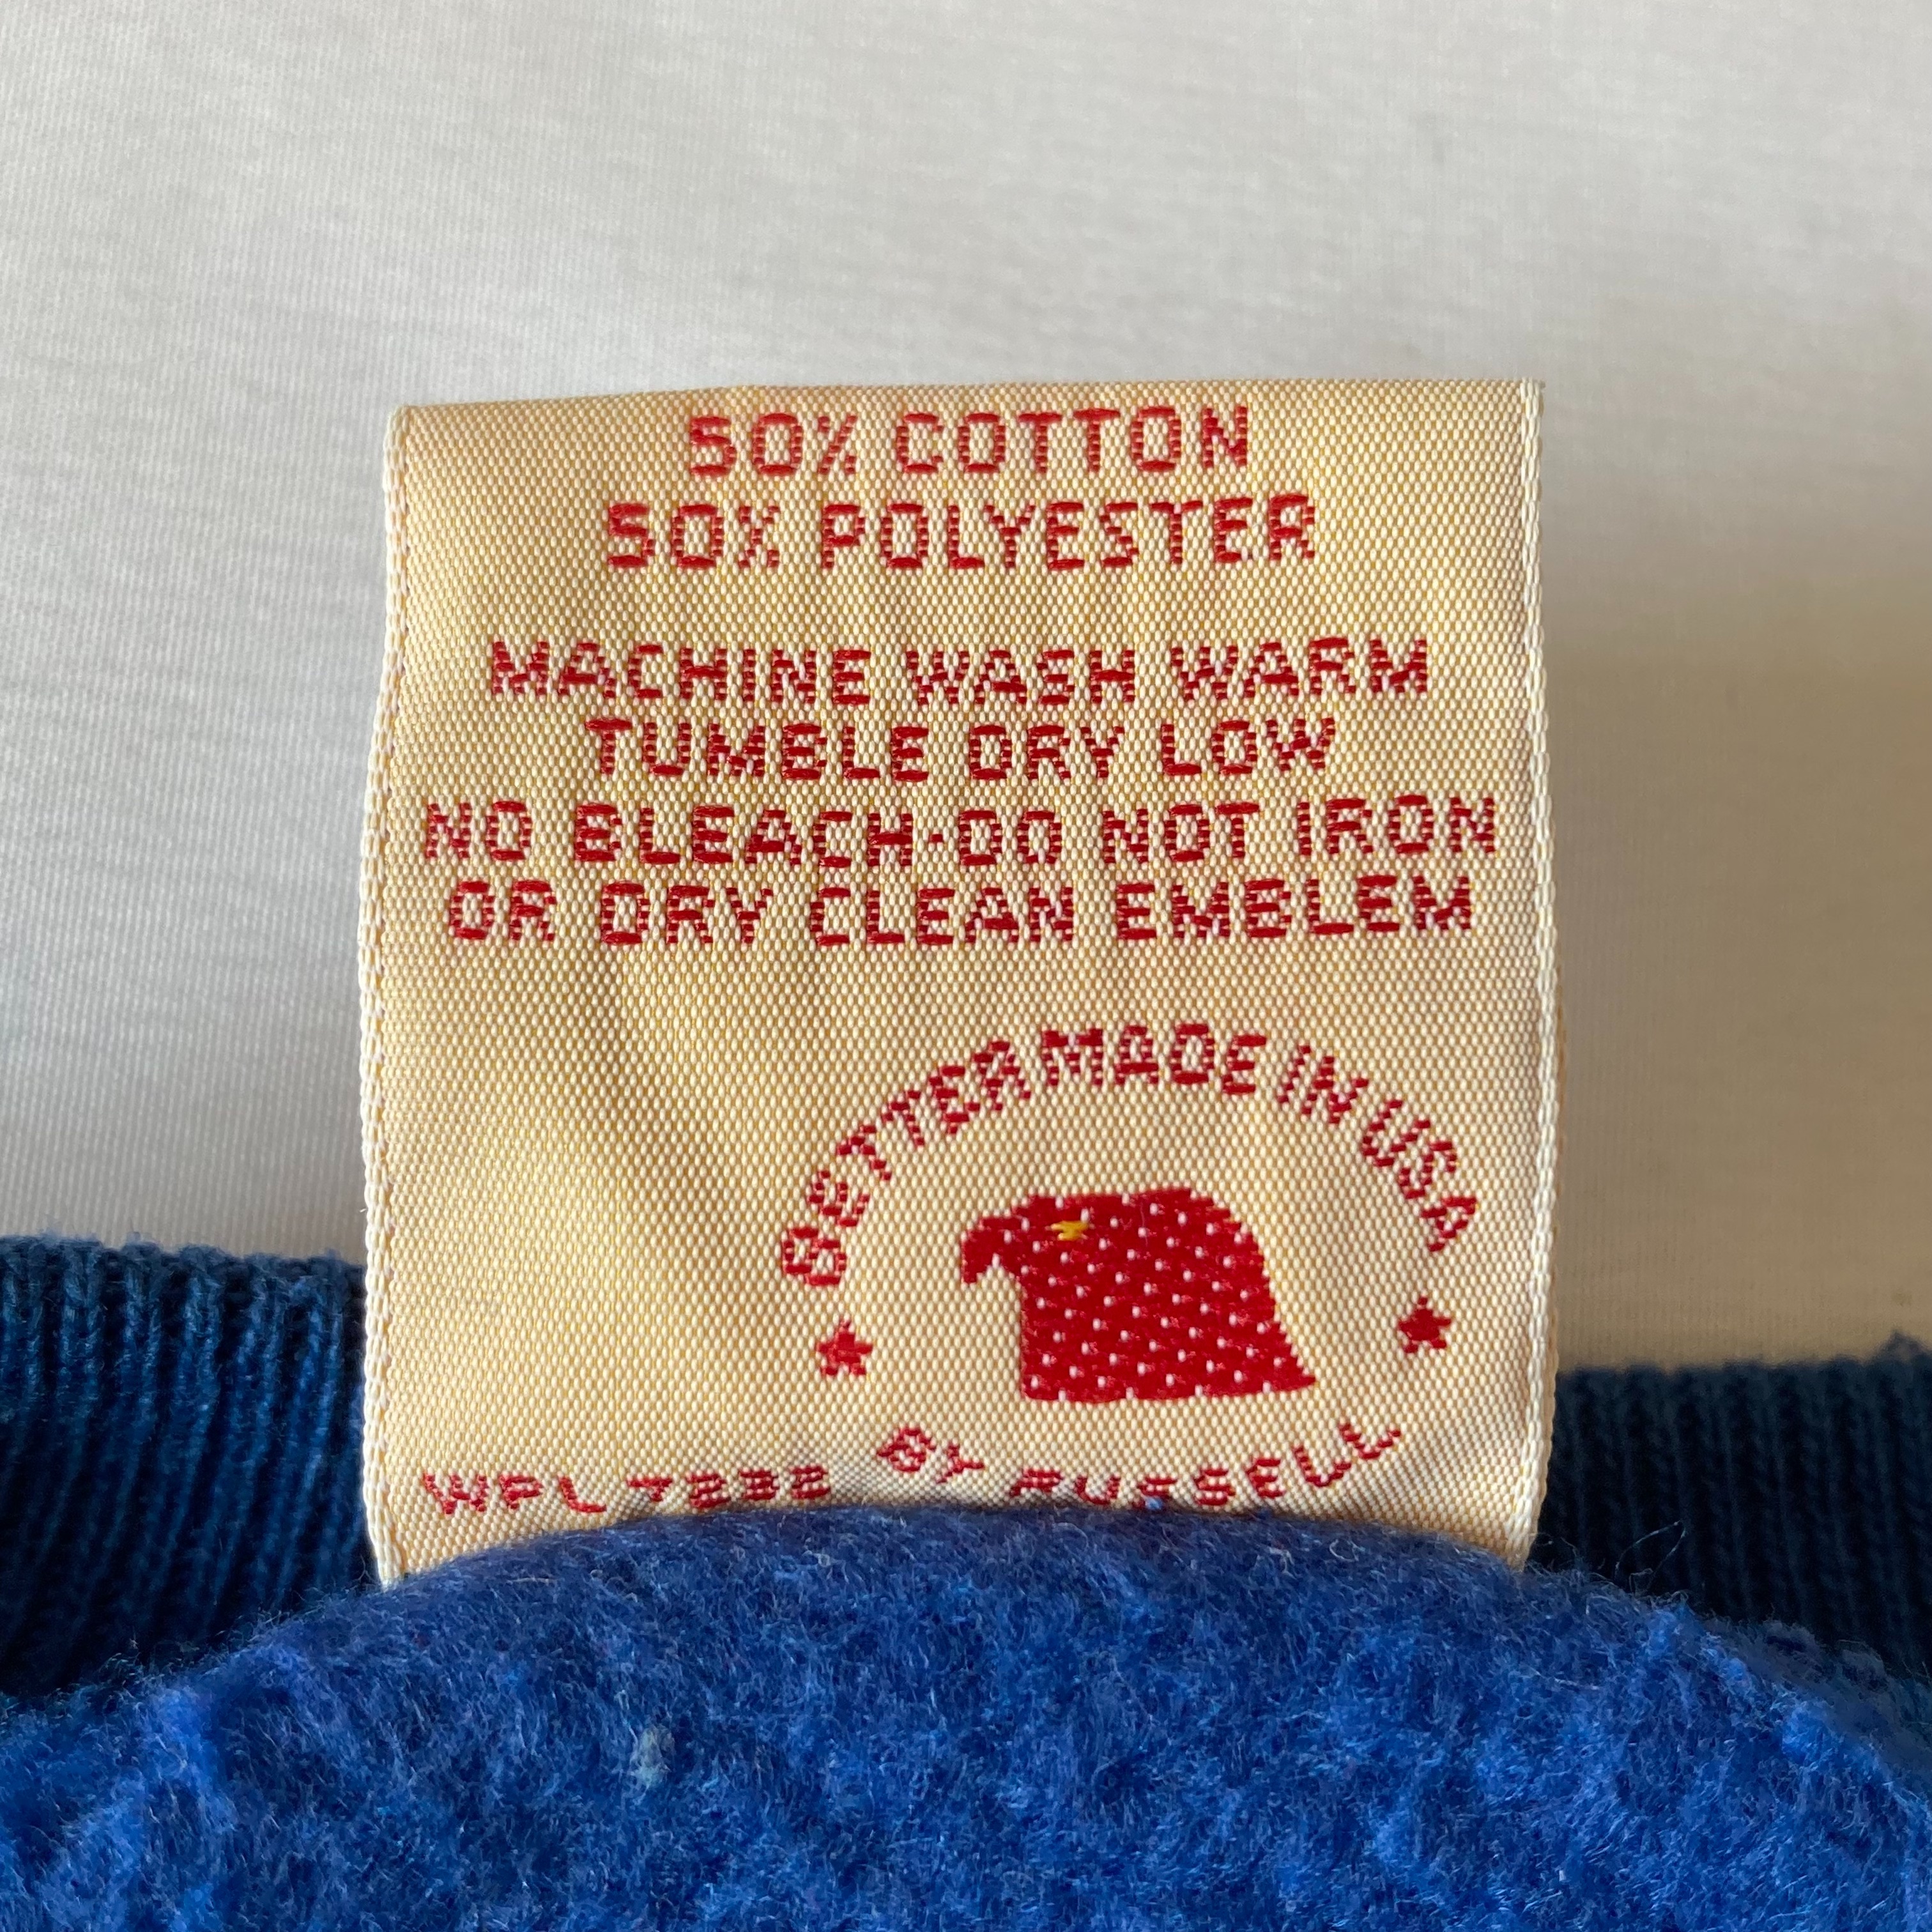 50% COTTON
50% POLYESTER
MACHINE WASH WARM
TUMBLE DRY LOW
NO BLEACH·DO NOT IRON
OR DRY CLEAN EMBLEM
BETTER MADE IN USA
BY RUSSELL
WPL 7232